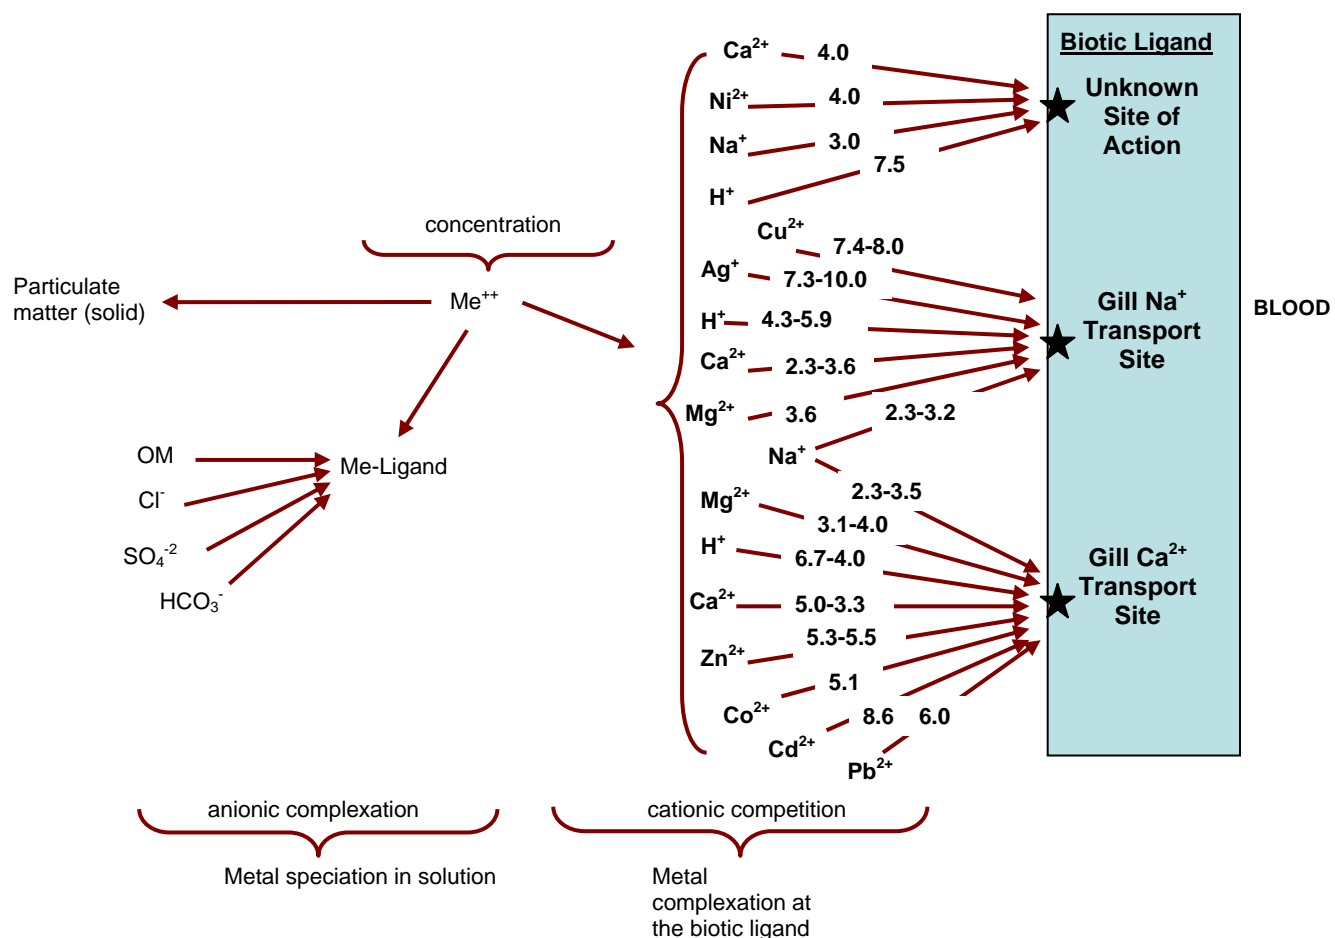 Biotic Ligand
Ca²⁺ 4.0
Unknown
Site of
Action
Ni²⁺ 4.0
Na⁺ 3.0
H⁺ 7.5
concentration
Cu²⁺ 7.4-8.0
Ag⁺ 7.3-10.0
Particulate
matter (solid)
Me⁺⁺
H⁺ 4.3-5.9
Gill Na⁺
Transport
Site
BLOOD
Ca²⁺ 2.3-3.6
Mg²⁺ 3.6
Na⁺ 2.3-3.2
2.3-3.5
OM
Cl⁻
SO₄⁻²
HCO₃⁻
Me-Ligand
Mg²⁺ 3.1-4.0
H⁺ 6.7-4.0
Gill Ca²⁺
Transport
Site
Ca²⁺ 5.0-3.3
Zn²⁺ 5.3-5.5
Co²⁺ 5.1
Cd²⁺ 8.6
Pb²⁺ 6.0
anionic complexation
cationic competition
Metal speciation in solution
Metal
complexation at
the biotic ligand